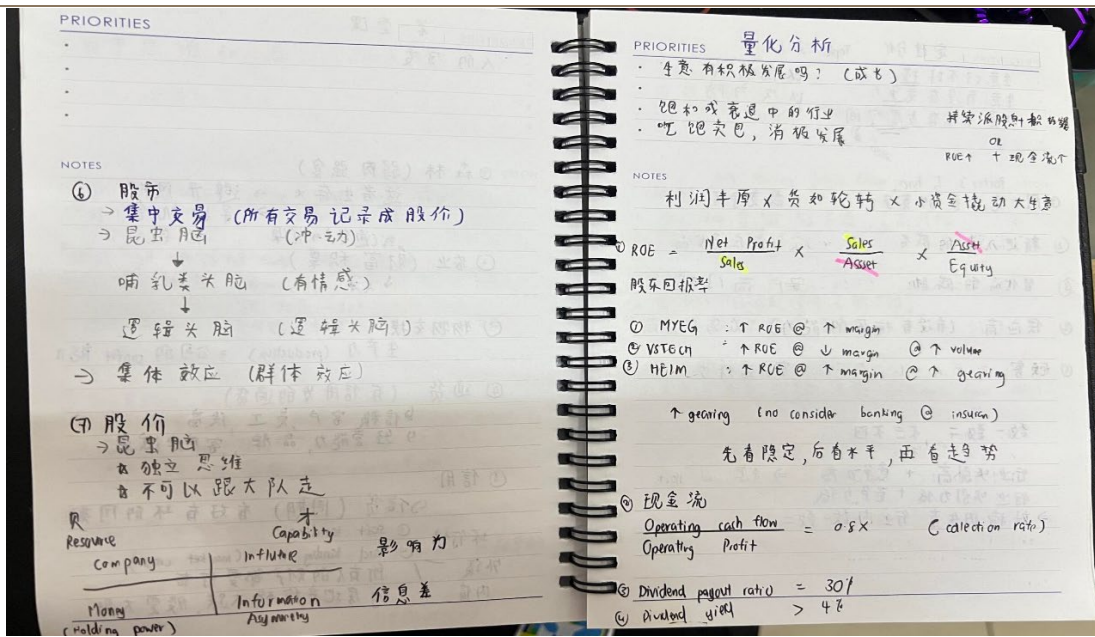 PRIORITIES
NOTES
⑥ 股市
→ 集中交易 (所有交易记录成股价)
→ 昆虫脑 (冲动)
↓
哺乳类头脑 (有情感)
↓
逻辑头脑 (逻辑头脑)
→ 集体效应 (群体效应)
(7) 股价
→ 昆虫脑
独立思维
不可以跟大队走
Resource
才
Capability
Company
影响力
Money
Information
信息差
(Holding power)
PRIORITIES 量化分析
· 生意有积极发展吗? (成长)
· 饱和或衰退中的行业
· 吃饱卖包, 消极发展
OR
ROE↑ + 现金流个
NOTES
利润丰原 x 货如轮转 x 小资金撬动大生意
① ROE = Net Profit x Sales x Asset
Sales Asset Equity
股东回报率
① MYEG : ↑ ROE @ ↑ margin
② VSTECH : ↑ ROE @ ↓ margin @ ↑ volume
③ HEIM : ↑ ROE @ ↑ margin @ ↑ gearing
↑ gearing (no consider banking @ insuran)
先看隐定, 后看水平, 再看趋势
② 现金流
Operating cash flow = 0.8x (colection ratio)
Operating Profit
③ Dividend payout ratio = 30%
④ Dividend yield > 4%